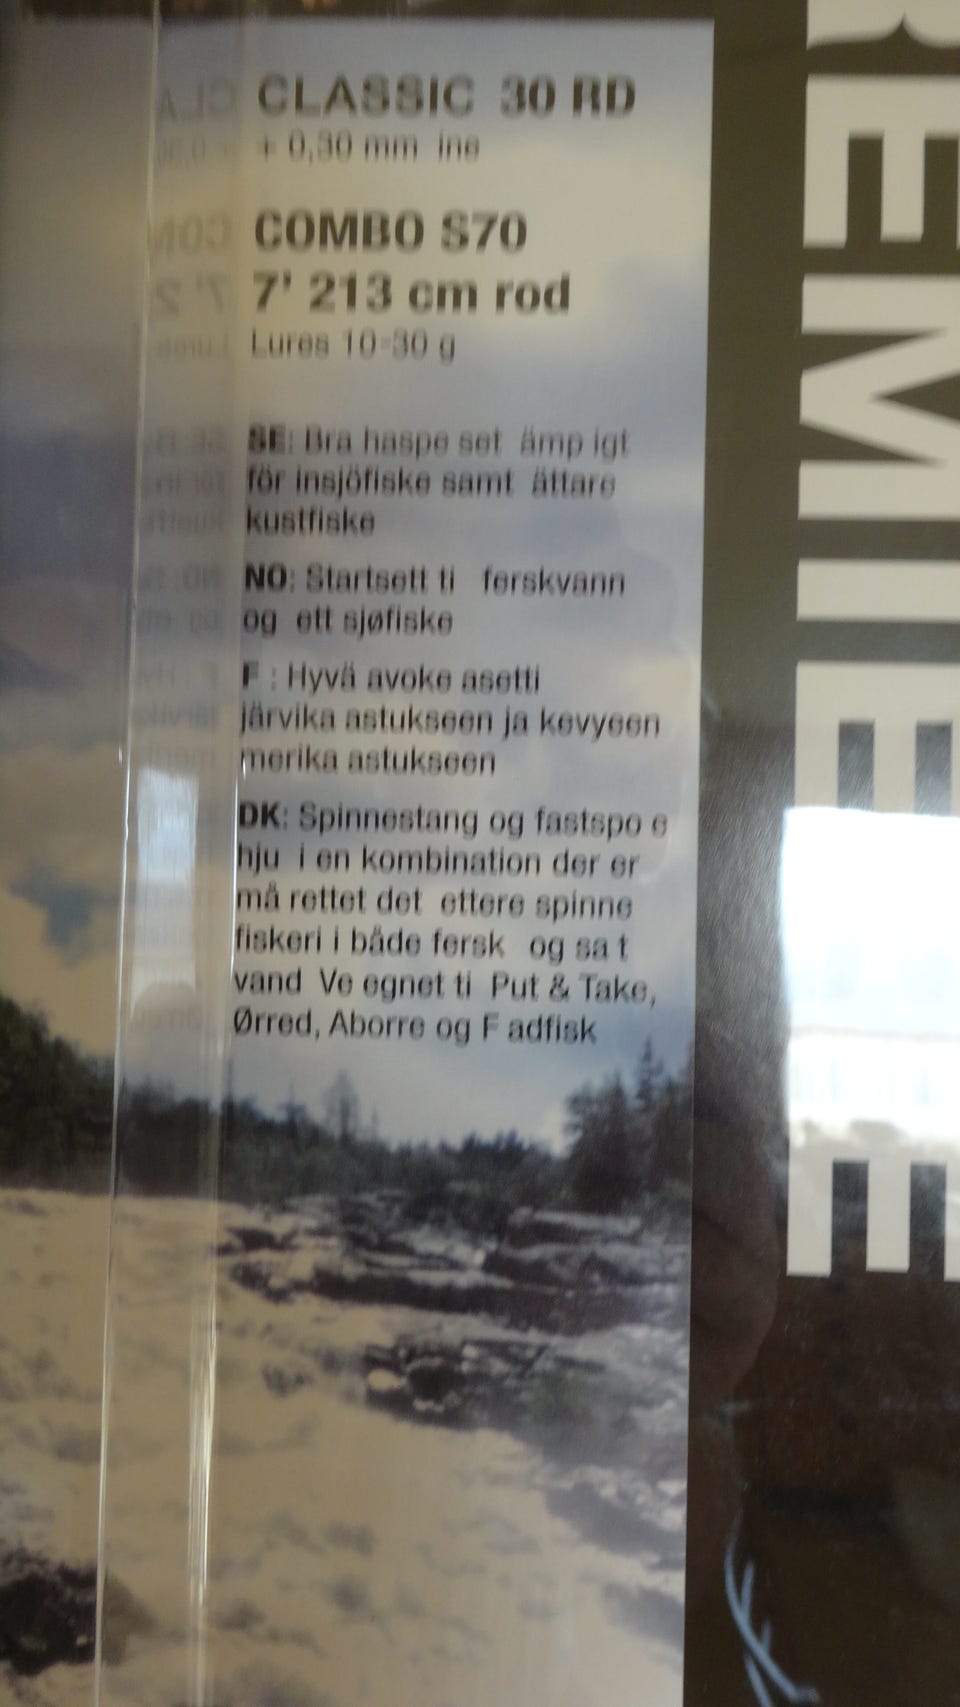 CLASSIC 30 RD
+ 0,30 mm ine
COMBO S70
7' 213 cm rod
Lures 10-30 g
SE: Bra haspe set ämp igt
för insjöfiske samt ättare
kustfiske
NO: Startsett ti ferskvann
og ett sjøfiske
F : Hyvä avoke asetti
järvika astukseen ja kevyeen
merika astukseen
DK: Spinnestang og fastspo e
hju i en kombination der er
må rettet det ettere spinne
fiskeri i både fersk og sa t
vand Ve egnet ti Put & Take,
Ørred, Aborre og F adfisk